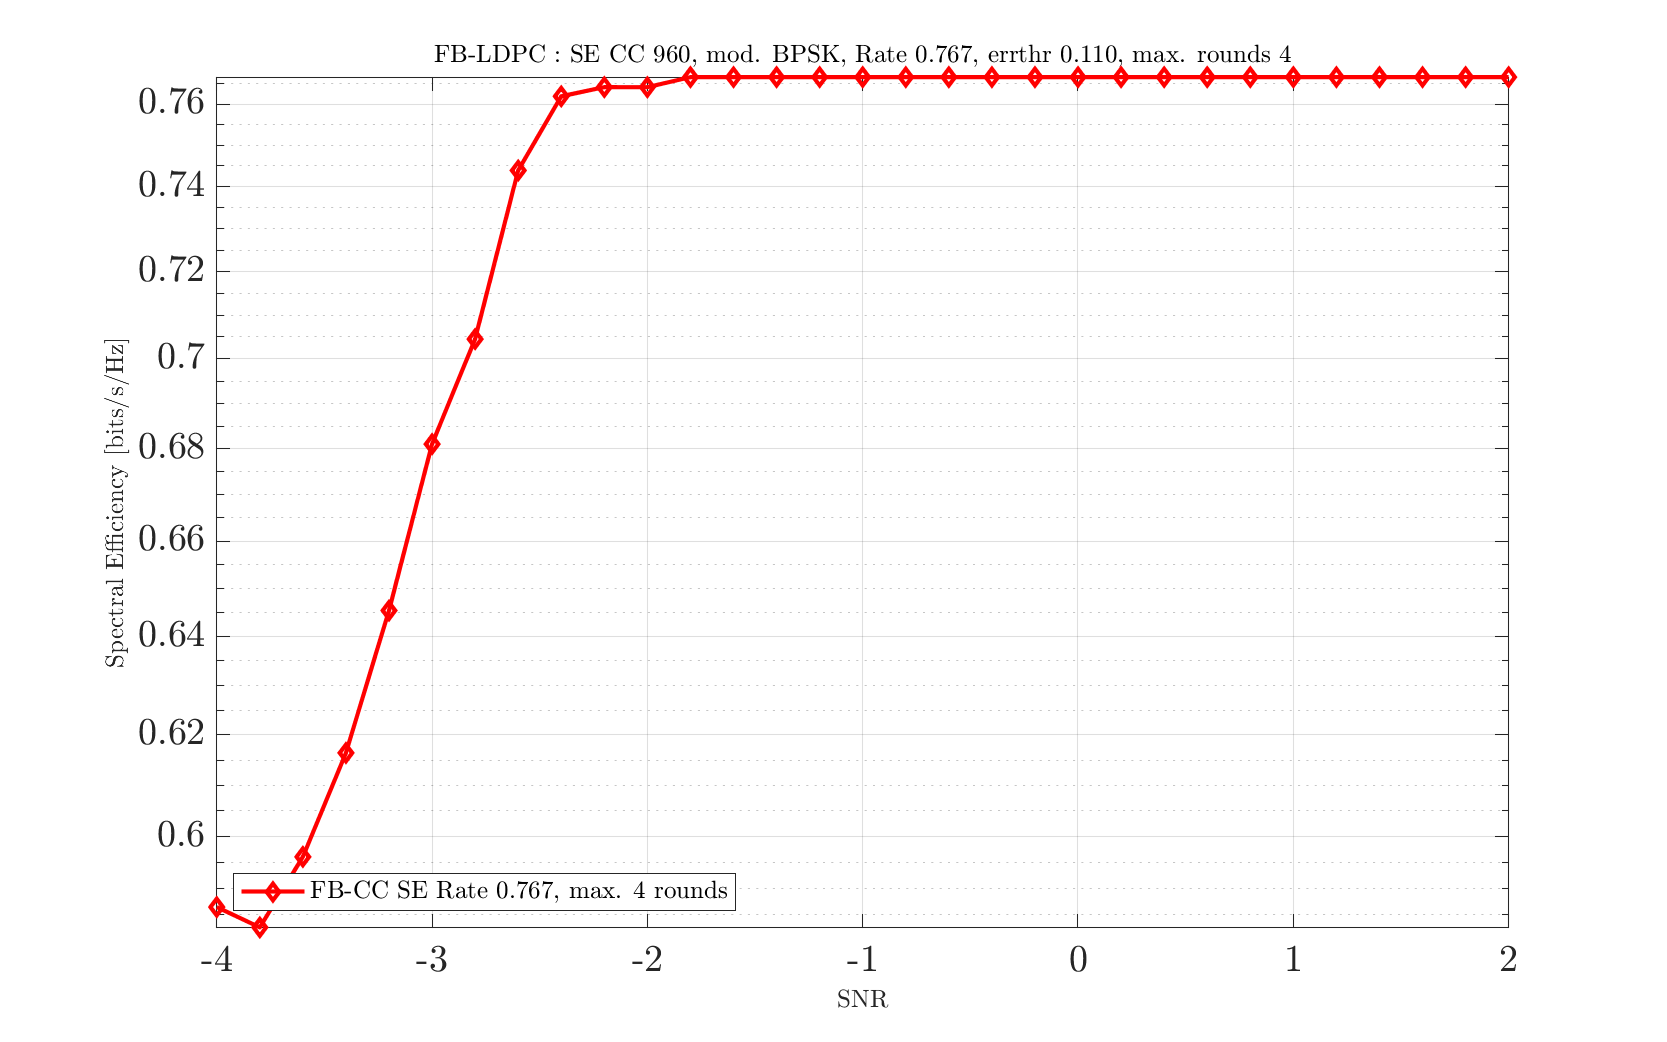 FB-LDPC : SE CC 960, mod. BPSK, Rate 0.767, errthr 0.110, max. rounds 4
0.76
0.74
0.72
0.7
0.68
0.66
0.64
0.62
0.6
Spectral Efficiency [bits/s/Hz]
FB-CC SE Rate 0.767, max. 4 rounds
-4 -3 -2 -1 0 1 2
SNR